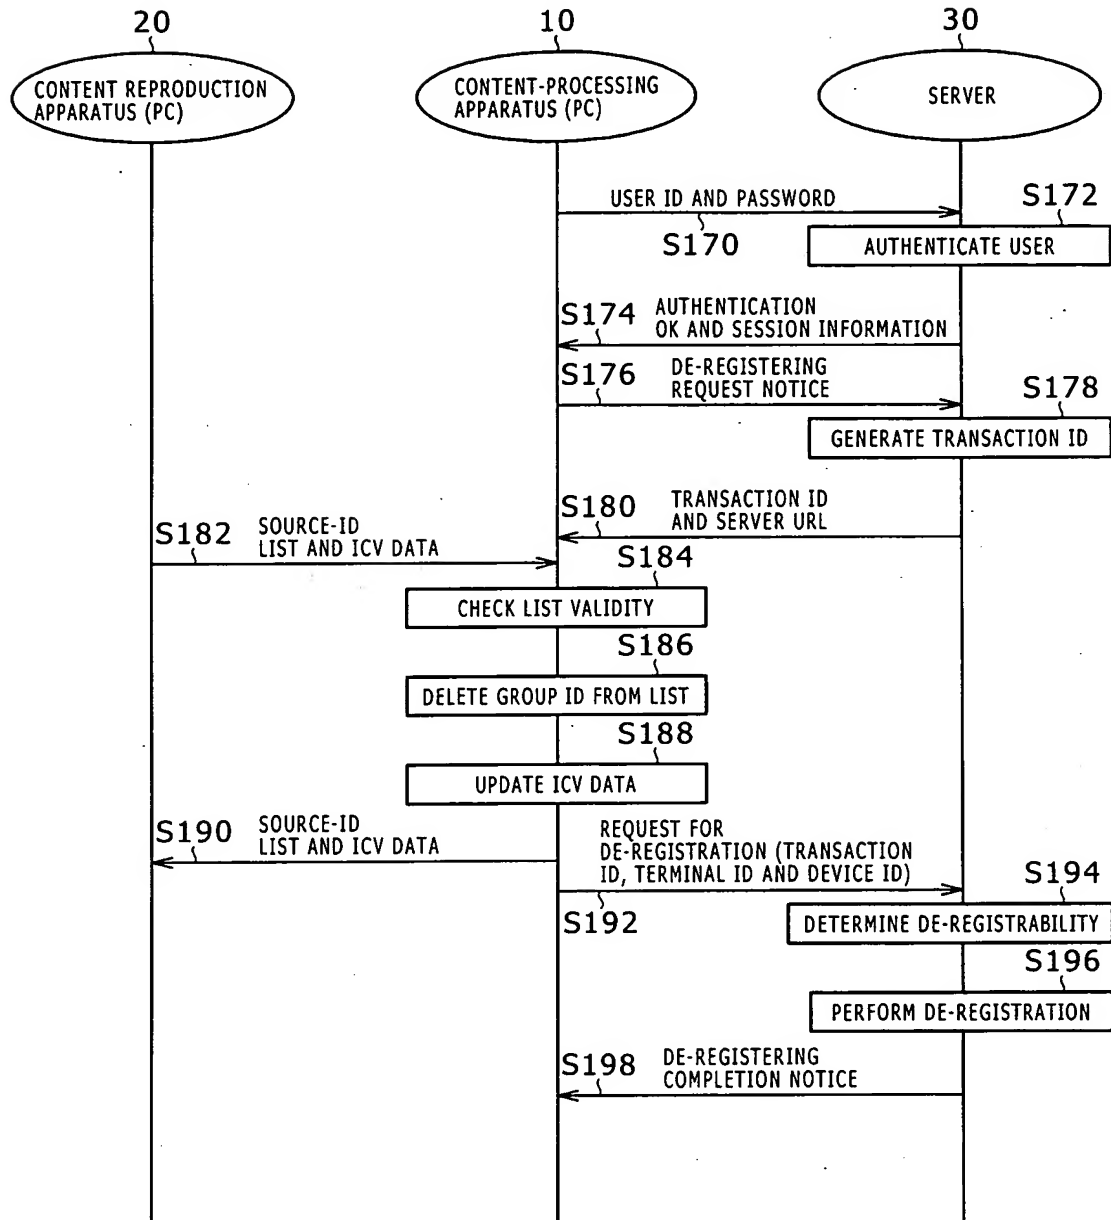 20
10
30
CONTENT REPRODUCTION
APPARATUS (PC)
CONTENT-PROCESSING
APPARATUS (PC)
SERVER
USER ID AND PASSWORD
S170
S172
AUTHENTICATE USER
S174
AUTHENTICATION
OK AND SESSION INFORMATION
S176
DE-REGISTERING
REQUEST NOTICE
S178
GENERATE TRANSACTION ID
S180
TRANSACTION ID
AND SERVER URL
S182
SOURCE-ID
LIST AND ICV DATA
S184
CHECK LIST VALIDITY
S186
DELETE GROUP ID FROM LIST
S188
UPDATE ICV DATA
S190
SOURCE-ID
LIST AND ICV DATA
REQUEST FOR
DE-REGISTRATION (TRANSACTION
ID, TERMINAL ID AND DEVICE ID)
S192
S194
DETERMINE DE-REGISTRABILITY
S196
PERFORM DE-REGISTRATION
S198
DE-REGISTERING
COMPLETION NOTICE